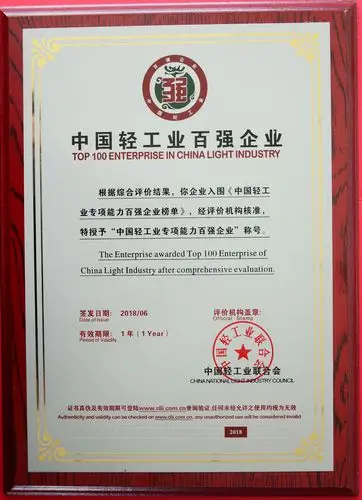 中国轻工业百强企业
TOP 100 ENTERPRISE IN CHINA LIGHT INDUSTRY
根据综合评价结果，你企业入围《中国轻工
业专项能力百强企业榜单》，经评价机构核准，
特授予“中国轻工业专项能力百强企业”称号。
The Enterprise awarded Top 100 Enterprise of
China Light Industry after comprehensive evaluation.
签发日期: 2018/06
Date of Issue
评价机构盖章:
Official Stamp
有效期限: 1年 (1 Year)
Period of Validity
中国轻工业联合会
中国轻工业联合会
CHINA NATIONAL LIGHT INDUSTRY COUNCIL
证书真伪及有效期限可登陆www.clii.com.cn查询验证,任何未经允许之使用均视为无效
Authenticity and validity can be checked on www.clii.com.cn, any unauthorized use will be considered invalid
2018